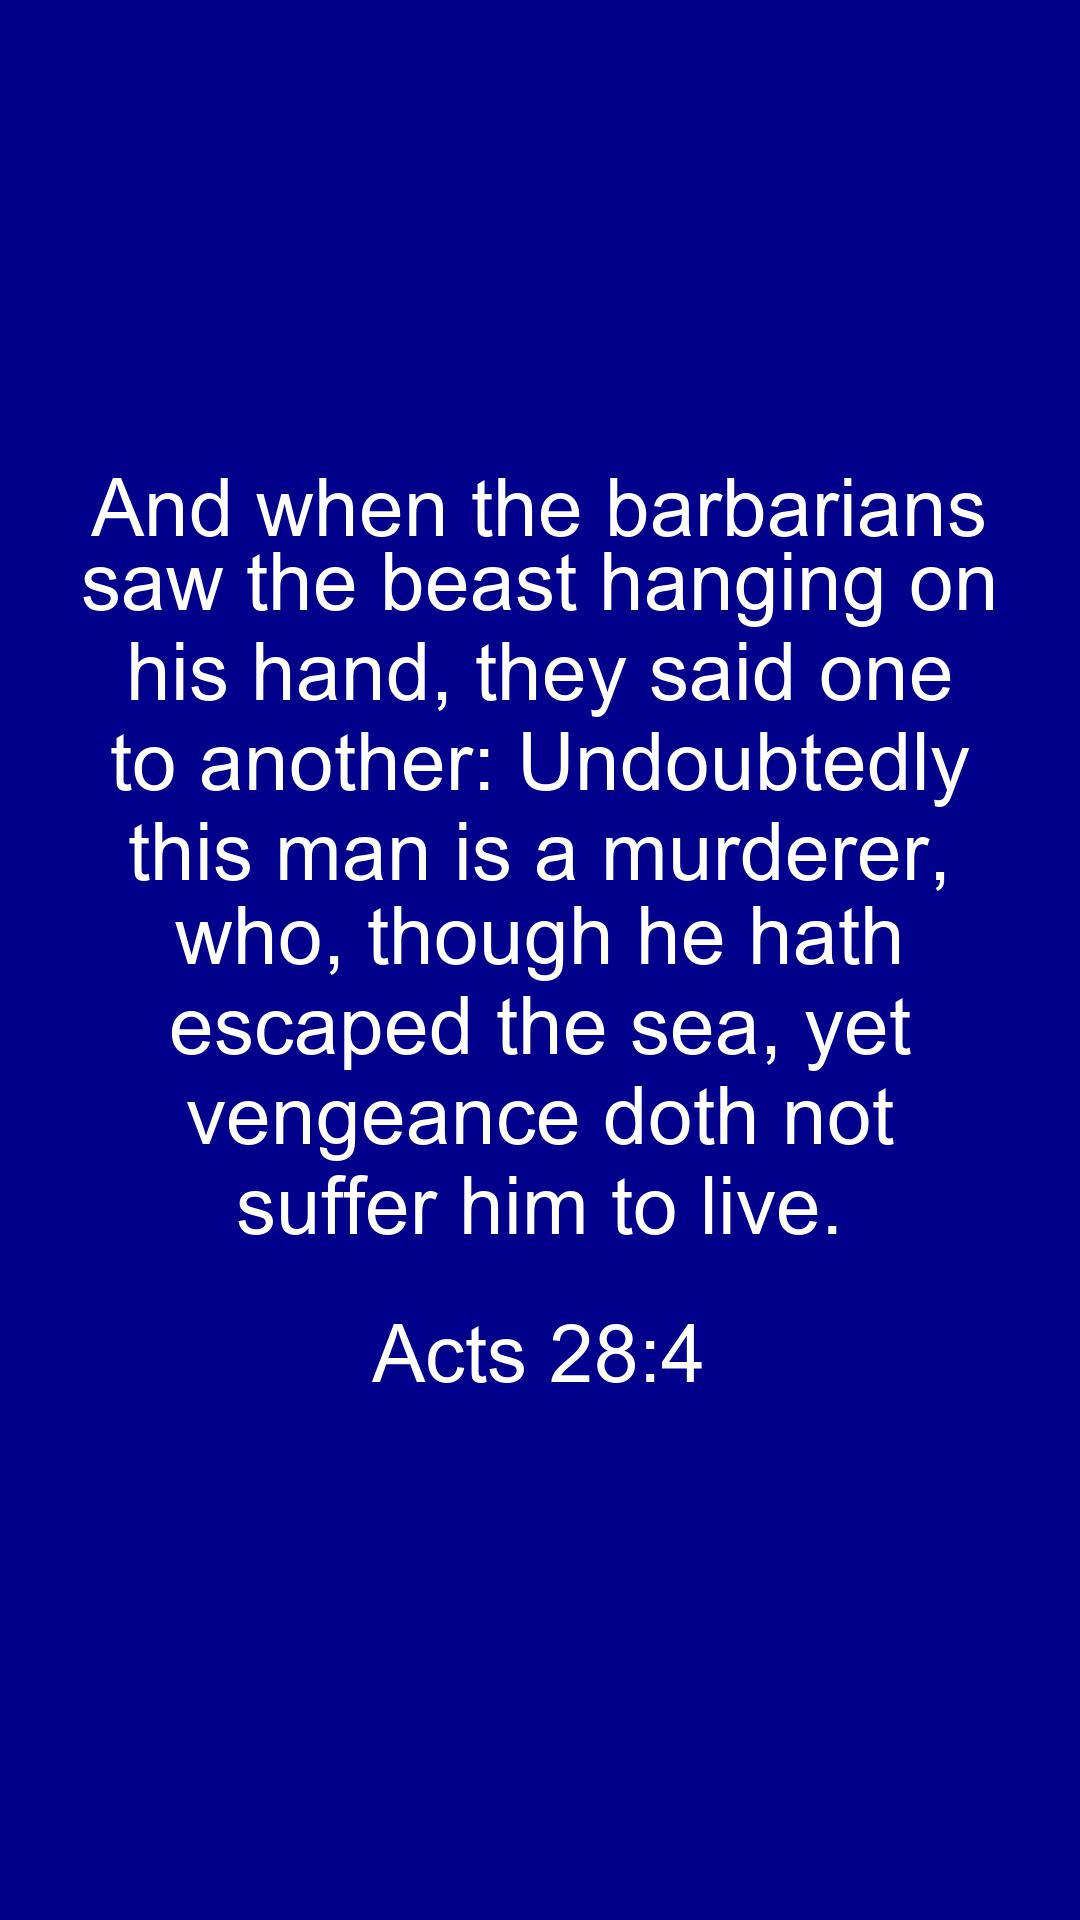 And when the barbarians
saw the beast hanging on
his hand, they said one
to another: Undoubtedly
this man is a murderer,
who, though he hath
escaped the sea, yet
vengeance doth not
suffer him to live.
Acts 28:4